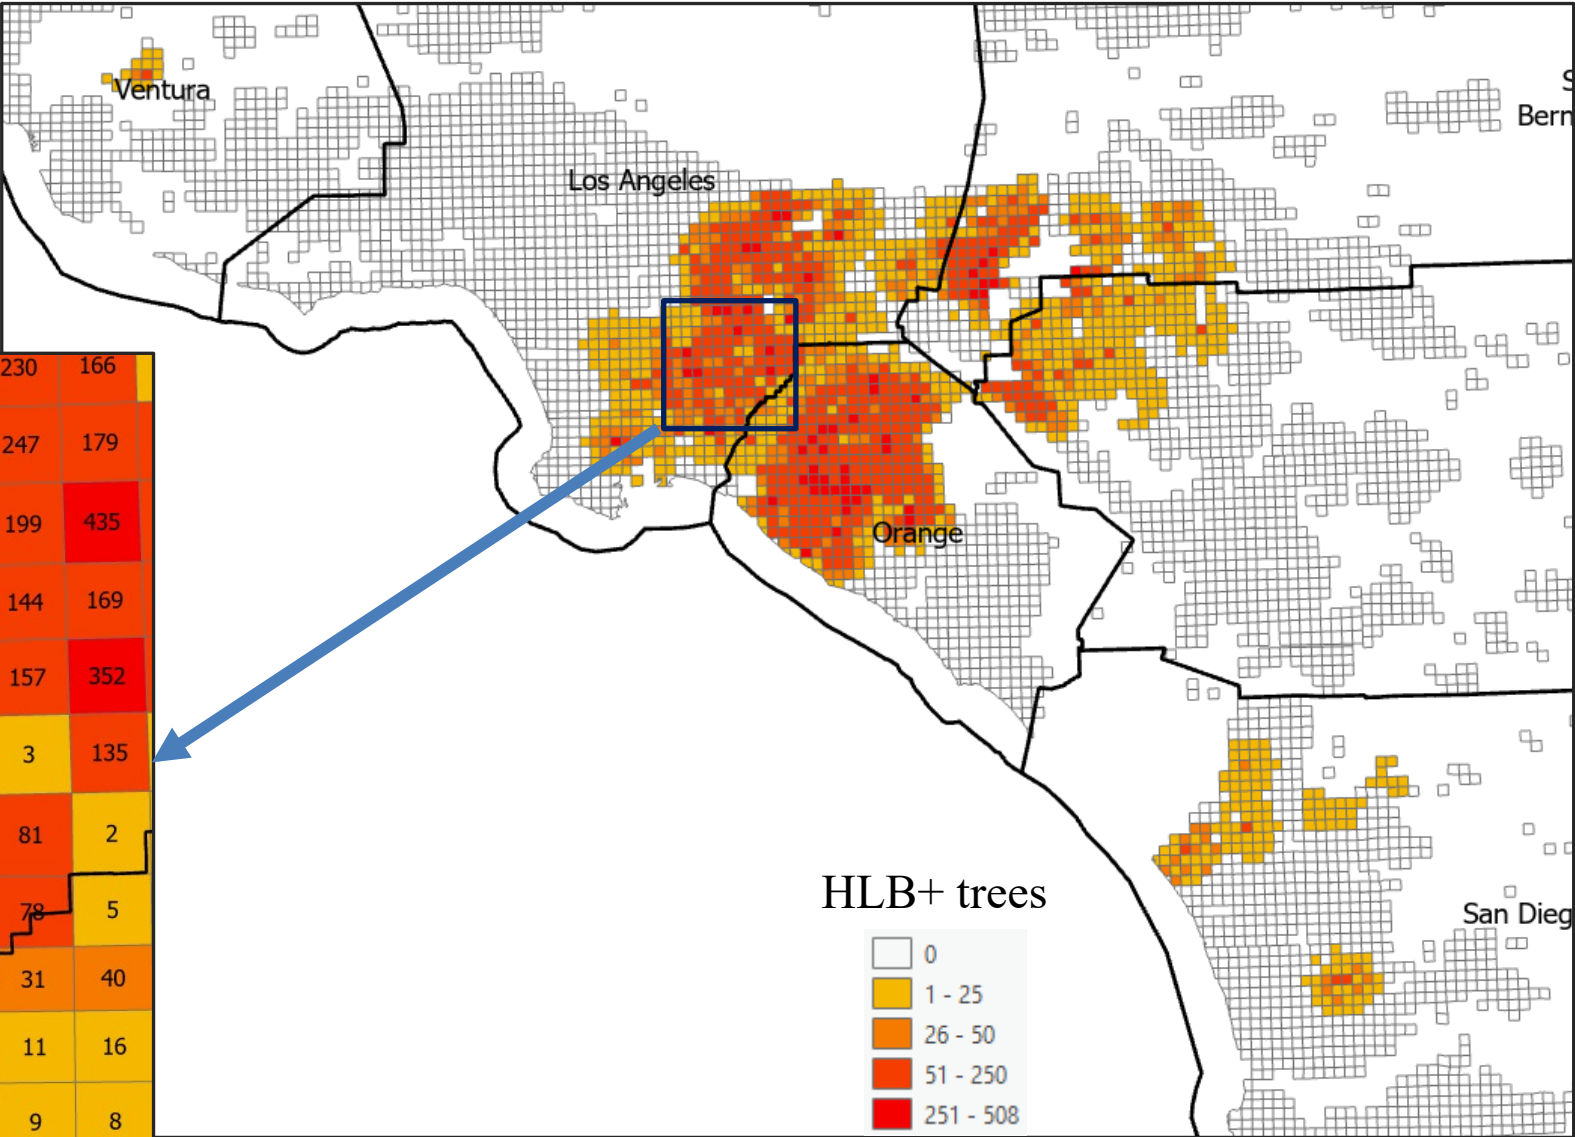 Ventura
S
Bern
Los Angeles
230 166
247 179
199 435
144 169
157 352
3 135
81 2
78 5
31 40
11 16
9 8
Orange
HLB+ trees
0
1 - 25
26 - 50
51 - 250
251 - 508
San Dieg